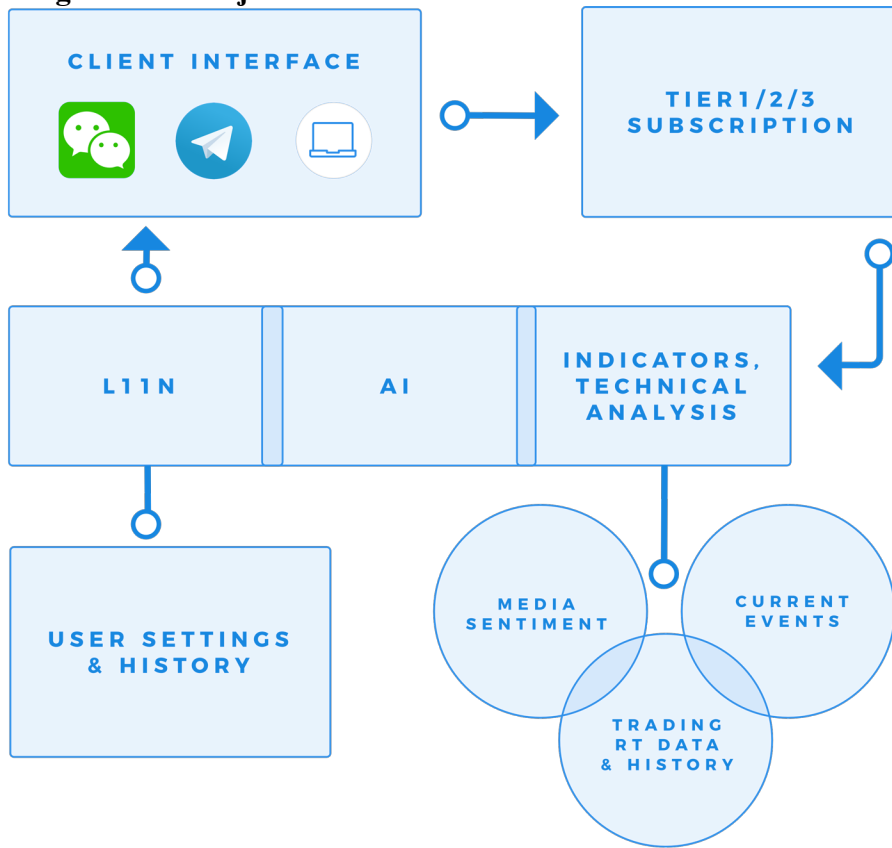 CLIENT INTERFACE
TIER1/2/3
SUBSCRIPTION
L11N
AI
INDICATORS,
TECHNICAL
ANALYSIS
USER SETTINGS
& HISTORY
MEDIA
SENTIMENT
CURRENT
EVENTS
TRADING
RT DATA
& HISTORY